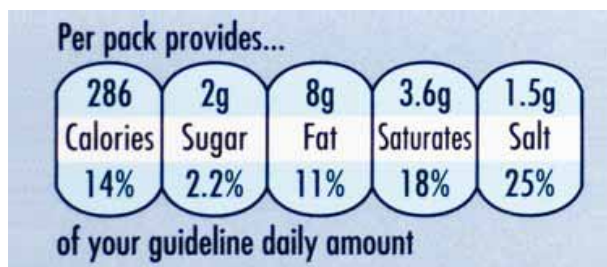 Per pack provides...
286 2g 8g 3.6g 1.5g
Calories Sugar Fat Saturates Salt
14% 2.2% 11% 18% 25%
of your guideline daily amount